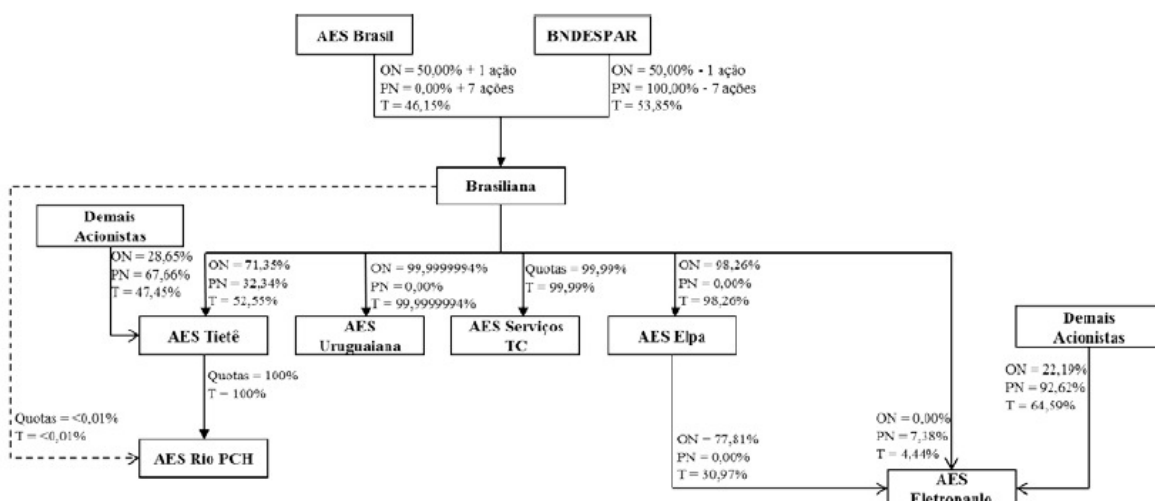 AES Brasil
BNDESPAR
ON = 50,00% + 1 ação
PN = 0,00% + 7 ações
T = 46,15%
ON = 50,00% - 1 ação
PN = 100,00% - 7 ações
T = 53,85%
Brasiliana
Demais
Acionistas
ON = 28,65%
PN = 67,66%
T = 47,45%
ON = 71,35%
PN = 32,34%
T = 52,55%
ON = 99,9999994%
PN = 0,00%
T = 99,9999994%
Quotas = 99,99%
T = 99,99%
ON = 98,26%
PN = 0,00%
T = 98,26%
AES Tietê
AES
Uruguaiana
AES Serviços
TC
AES Elpa
Demais
Acionistas
Quotas = 100%
T = 100%
ON = 22,19%
PN = 92,62%
T = 64,59%
Quotas = <0,01%
T = <0,01%
AES Rio PCH
ON = 77,81%
PN = 0,00%
T = 30,97%
ON = 0,00%
PN = 7,38%
T = 4,44%
AES
Eletropaulo